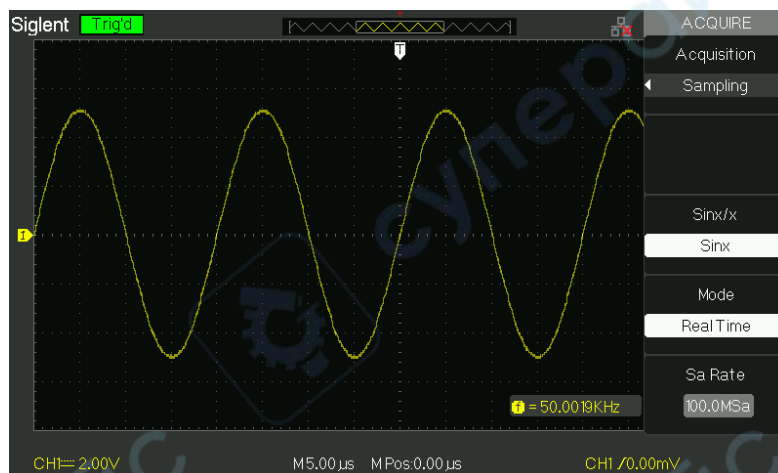 Siglent Trig'd
ACQUIRE
Acquisition
Sampling
Sinx/x
Sinx
Mode
Real Time
Sa Rate
100.0MSa
f = 50.0019KHz
CH1 2.00V M5.00µs M Pos:0.00µs CH1 /0.00mV